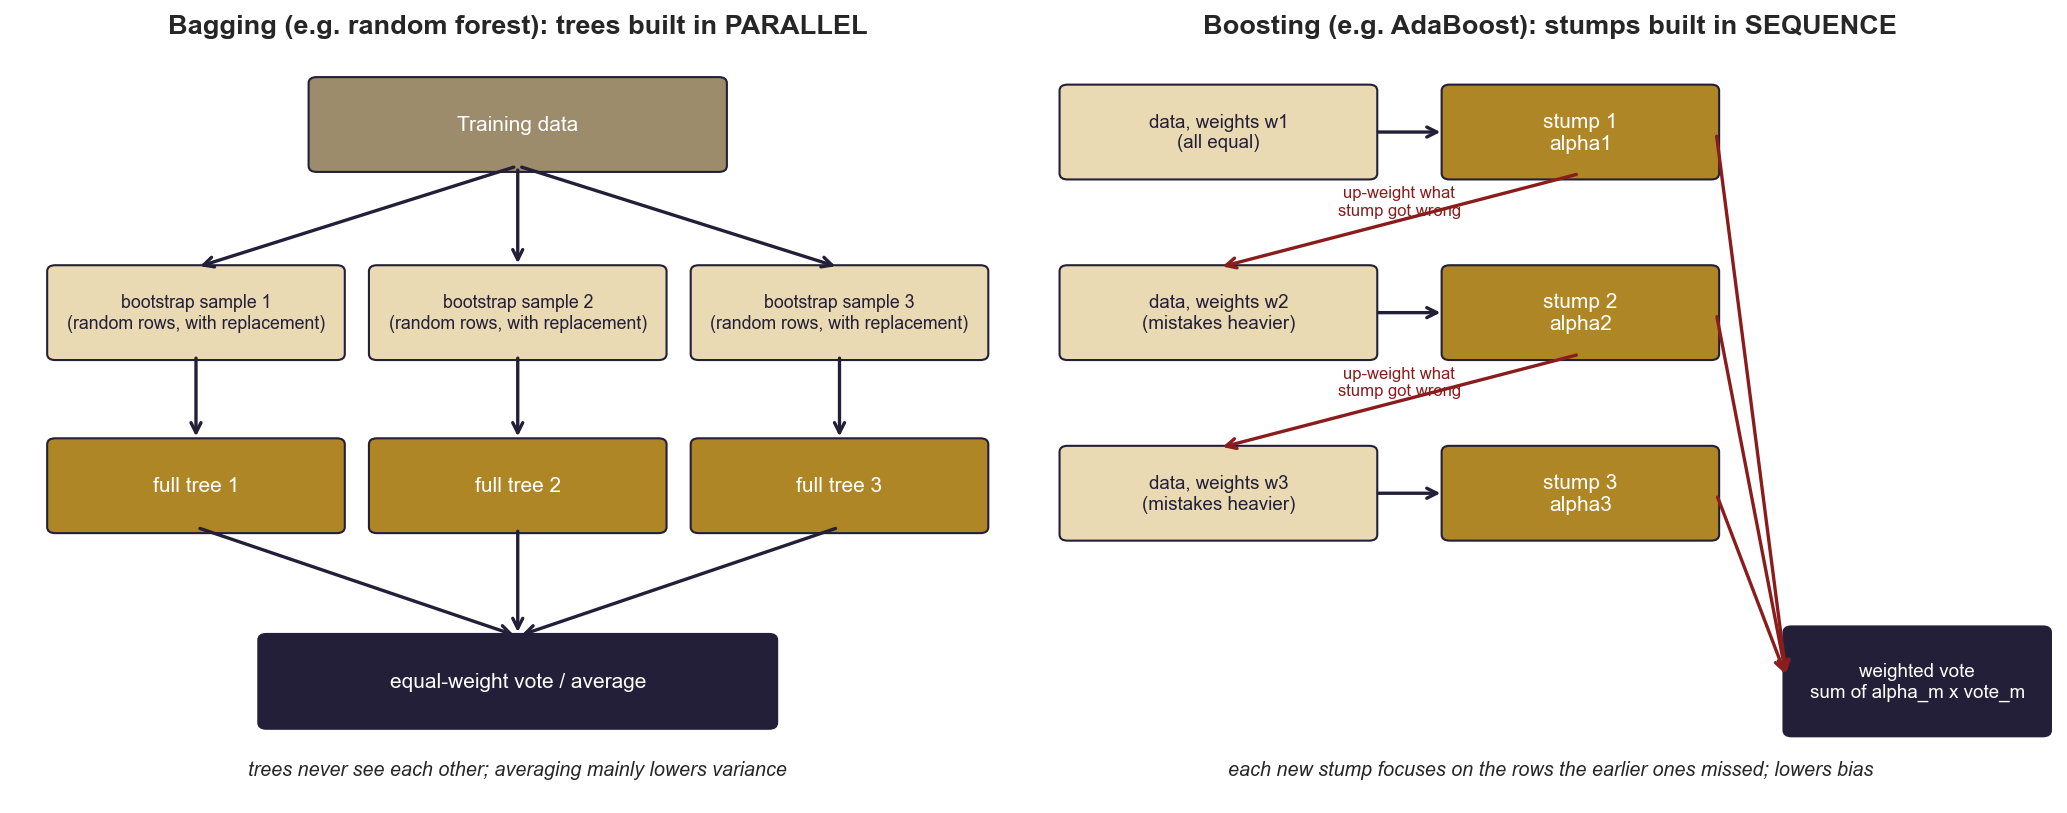 Bagging (e.g. random forest): trees built in PARALLEL
Training data
bootstrap sample 1
(random rows, with replacement)
bootstrap sample 2
(random rows, with replacement)
bootstrap sample 3
(random rows, with replacement)
full tree 1
full tree 2
full tree 3
equal-weight vote / average
trees never see each other; averaging mainly lowers variance
Boosting (e.g. AdaBoost): stumps built in SEQUENCE
data, weights w1
(all equal)
stump 1
alpha1
up-weight what
stump got wrong
data, weights w2
(mistakes heavier)
stump 2
alpha2
up-weight what
stump got wrong
data, weights w3
(mistakes heavier)
stump 3
alpha3
weighted vote
sum of alpha_m x vote_m
each new stump focuses on the rows the earlier ones missed; lowers bias